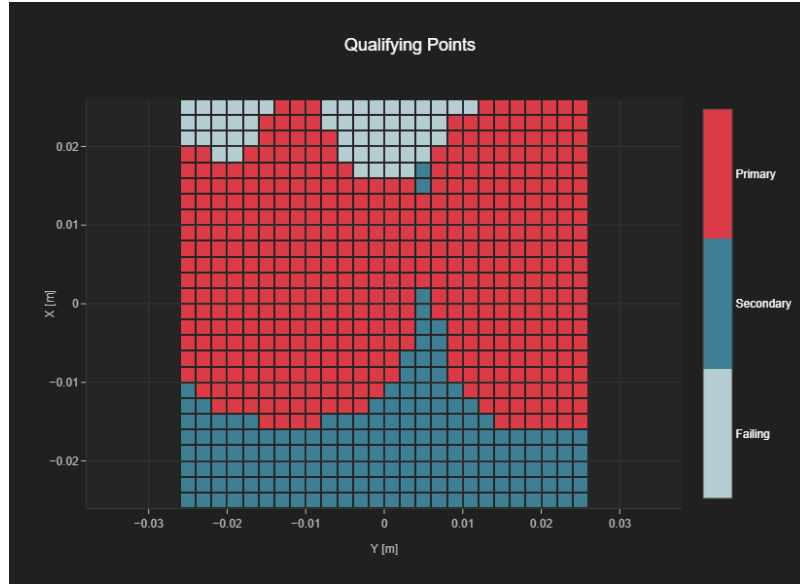 Qualifying Points
0.02
0.01
0
−0.01
−0.02
X [m]
−0.03
−0.02
−0.01
0
0.01
0.02
0.03
Y [m]
Primary
Secondary
Failing